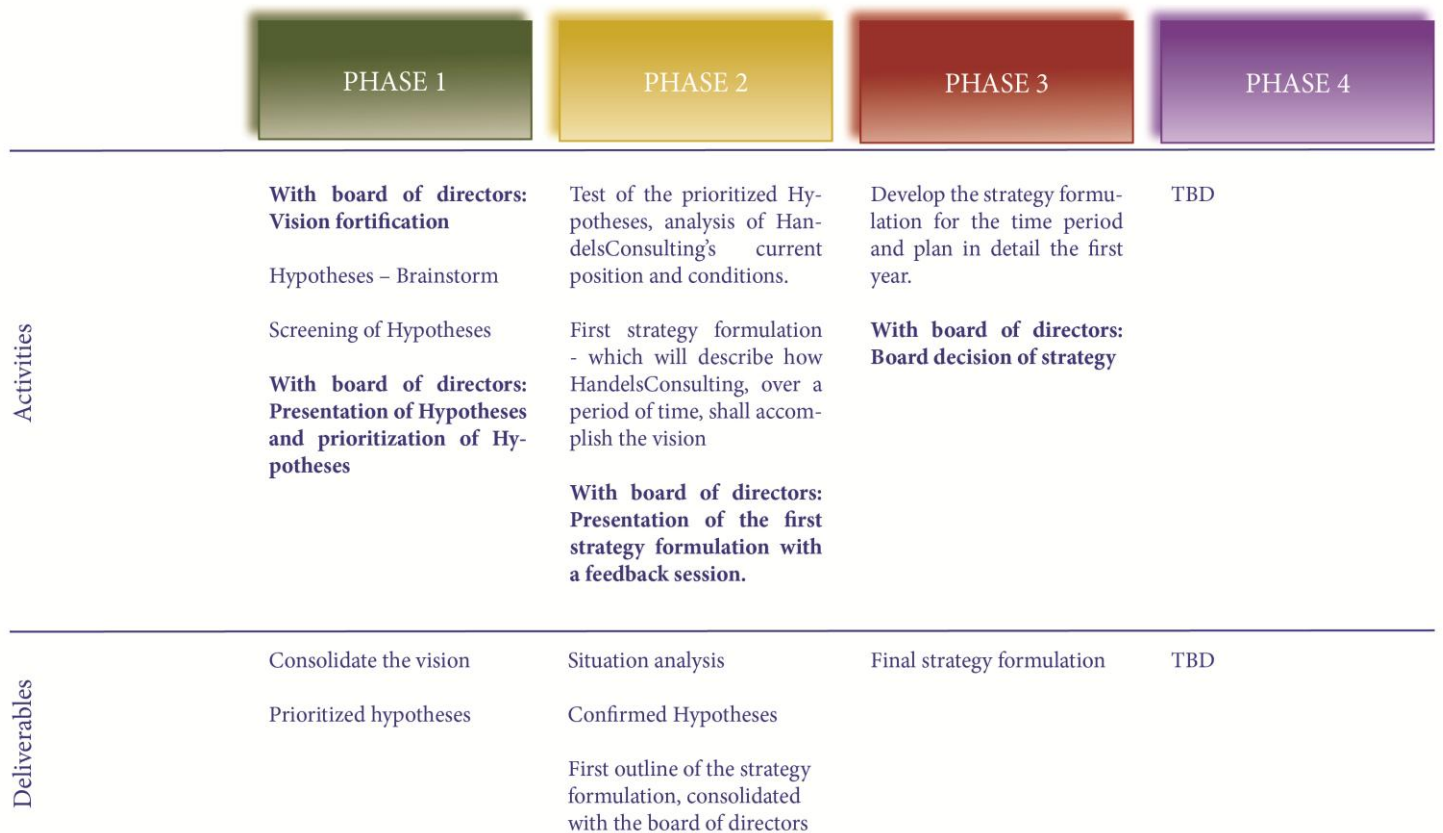 PHASE 1
PHASE 2
PHASE 3
PHASE 4
Activities
With board of directors:
Vision fortification
Hypotheses – Brainstorm
Screening of Hypotheses
With board of directors:
Presentation of Hypotheses
and prioritization of Hy-
potheses
Test of the prioritized Hy-
potheses, analysis of Han-
delsConsulting’s current
position and conditions.
First strategy formulation
- which will describe how
HandelsConsulting, over a
period of time, shall accom-
plish the vision
With board of directors:
Presentation of the first
strategy formulation with
a feedback session.
Develop the strategy formu-
lation for the time period
and plan in detail the first
year.
With board of directors:
Board decision of strategy
TBD
Deliverables
Consolidate the vision
Prioritized hypotheses
Situation analysis
Confirmed Hypotheses
First outline of the strategy
formulation, consolidated
with the board of directors
Final strategy formulation
TBD